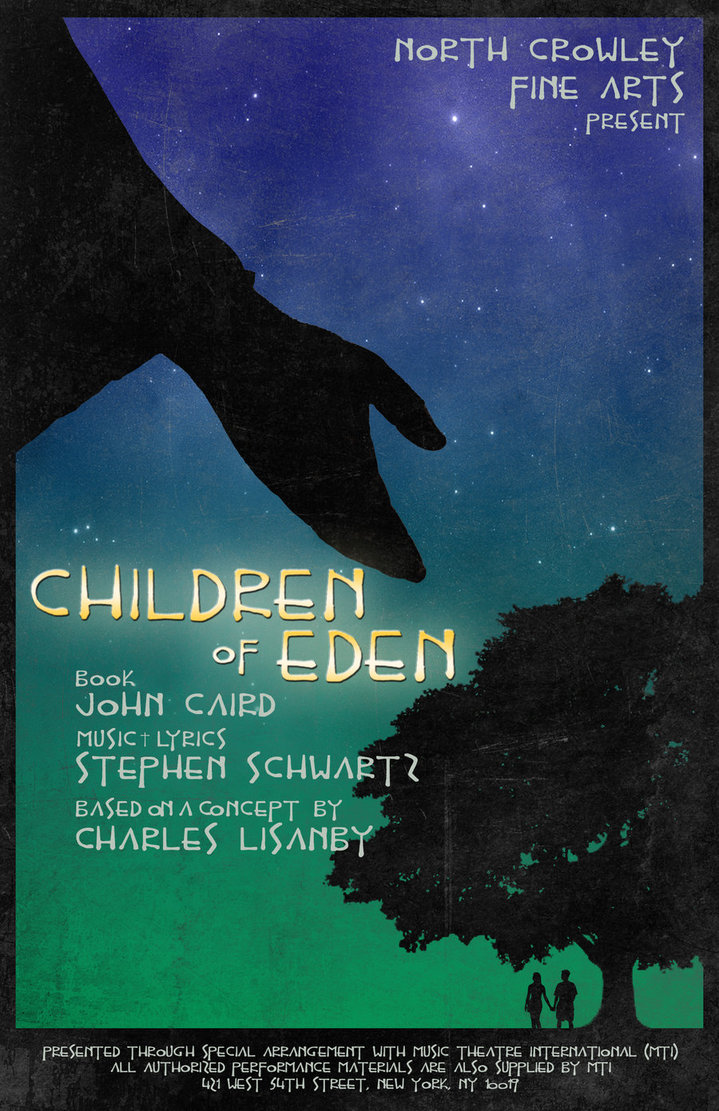 NORTH CROWLEY
FINE ARTS
PRESENT
CHILDREN
OF EDEN
BOOK
JOHN CAIRD
MUSIC + LYRICS
STEPHEN SCHWARTZ
BASED ON A CONCEPT BY
CHARLES LISANBY
PRESENTED THROUGH SPECIAL ARRANGEMENT WITH MUSIC THEATRE INTERNATIONAL (MTI)
ALL AUTHORIZED PERFORMANCE MATERIALS ARE ALSO SUPPLIED BY MTI
421 WEST 54TH STREET, NEW YORK, NY 10019